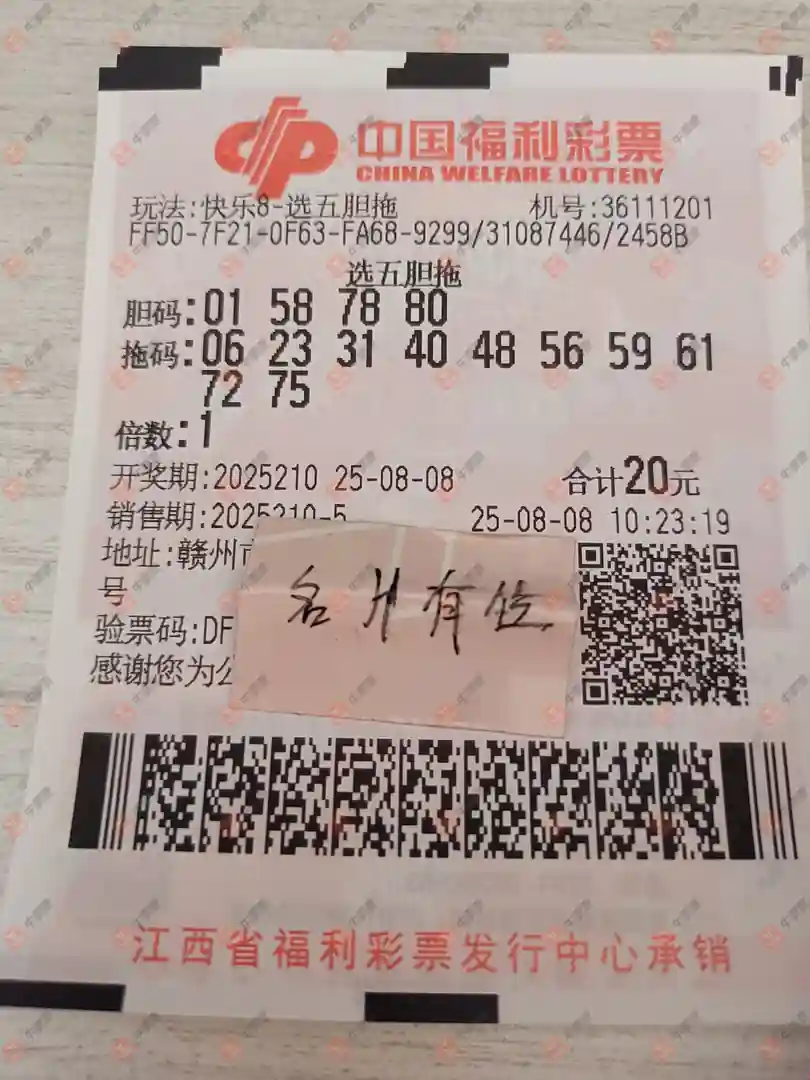 中国福利彩票
CHINA WELFARE LOTTERY
玩法:快乐8-选五胆拖 机号:36111201
FF50-7F21-0F63-FA68-9299/31087446/2458B
选五胆拖
胆码:01 58 78 80
拖码:06 23 31 40 48 56 59 61
72 75
倍数:1
开奖期:2025210 25-08-08 合计20元
销售期:2025210-5 25-08-08 10:23:19
地址:赣州市
号
名片有位
验票码:DF
感谢您为公
江西省福利彩票发行中心承销